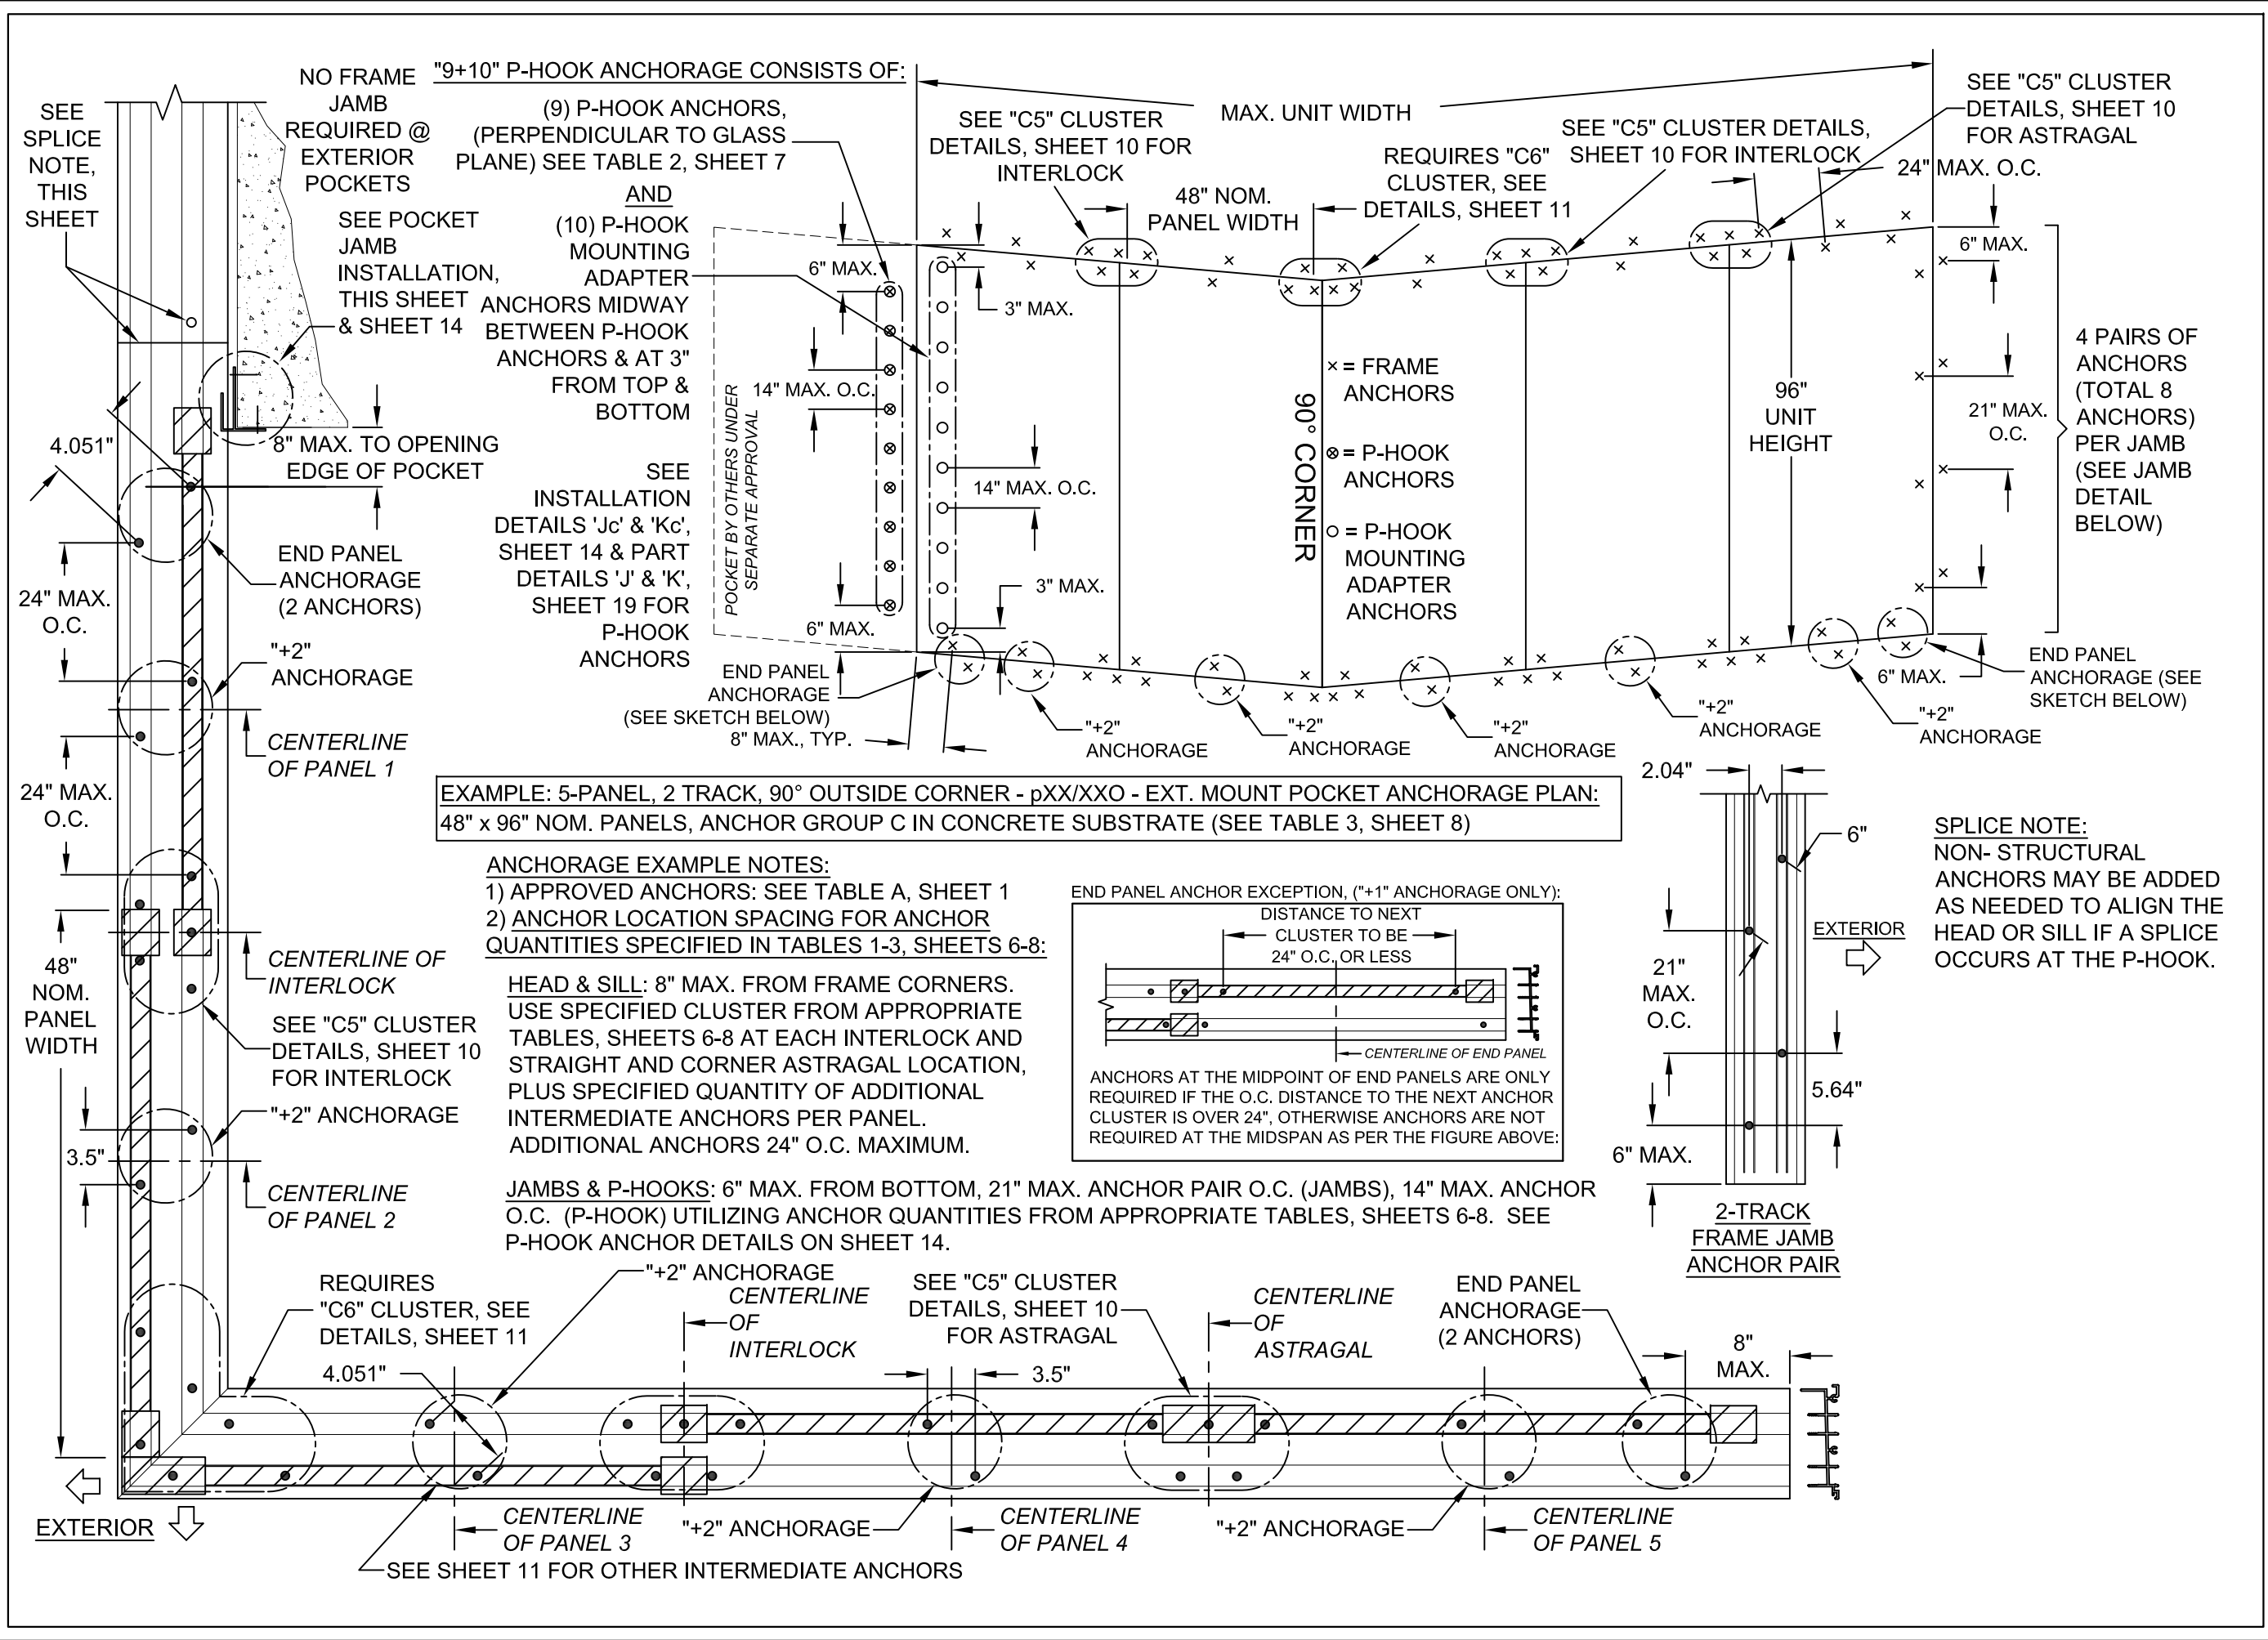 SEE
SPLICE
NOTE,
THIS
SHEET
NO FRAME
JAMB
REQUIRED @
EXTERIOR
POCKETS
SEE POCKET
JAMB
INSTALLATION,
THIS SHEET
& SHEET 14
4.051"
8" MAX. TO OPENING
EDGE OF POCKET
END PANEL
ANCHORAGE
(2 ANCHORS)
24" MAX.
O.C.
"+2"
ANCHORAGE
CENTERLINE
OF PANEL 1
24" MAX.
O.C.
48"
NOM.
PANEL
WIDTH
CENTERLINE OF
INTERLOCK
SEE "C5" CLUSTER
DETAILS, SHEET 10
FOR INTERLOCK
"+2" ANCHORAGE
3.5"
CENTERLINE
OF PANEL 2
"9+10" P-HOOK ANCHORAGE CONSISTS OF:
(9) P-HOOK ANCHORS,
(PERPENDICULAR TO GLASS
PLANE) SEE TABLE 2, SHEET 7
AND
(10) P-HOOK
MOUNTING
ADAPTER
ANCHORS MIDWAY
BETWEEN P-HOOK
ANCHORS & AT 3"
FROM TOP &
BOTTOM
SEE
INSTALLATION
DETAILS 'Jc' & 'Kc',
SHEET 14 & PART
DETAILS 'J' & 'K',
SHEET 19 FOR
P-HOOK
ANCHORS
POCKET BY OTHERS UNDER
SEPARATE APPROVAL
6" MAX.
14" MAX. O.C.
6" MAX.
3" MAX.
14" MAX. O.C.
3" MAX.
MAX. UNIT WIDTH
SEE "C5" CLUSTER
DETAILS, SHEET 10 FOR
INTERLOCK
48" NOM.
PANEL WIDTH
REQUIRES "C6"
CLUSTER, SEE
DETAILS, SHEET 11
SEE "C5" CLUSTER DETAILS,
SHEET 10 FOR INTERLOCK
SEE "C5" CLUSTER
DETAILS, SHEET 10
FOR ASTRAGAL
24" MAX. O.C.
6" MAX.
× = FRAME
ANCHORS
⊗ = P-HOOK
ANCHORS
○ = P-HOOK
MOUNTING
ADAPTER
ANCHORS
90° CORNER
96"
UNIT
HEIGHT
21" MAX.
O.C.
4 PAIRS OF
ANCHORS
(TOTAL 8
ANCHORS)
PER JAMB
(SEE JAMB
DETAIL
BELOW)
6" MAX.
END PANEL
ANCHORAGE (SEE
SKETCH BELOW)
END PANEL
ANCHORAGE
(SEE SKETCH BELOW)
8" MAX., TYP.
"+2"
ANCHORAGE
"+2"
ANCHORAGE
"+2"
ANCHORAGE
"+2"
ANCHORAGE
"+2"
ANCHORAGE
EXAMPLE: 5-PANEL, 2 TRACK, 90° OUTSIDE CORNER - pXX/XXO - EXT. MOUNT POCKET ANCHORAGE PLAN:
48" x 96" NOM. PANELS, ANCHOR GROUP C IN CONCRETE SUBSTRATE (SEE TABLE 3, SHEET 8)
ANCHORAGE EXAMPLE NOTES:
1) APPROVED ANCHORS: SEE TABLE A, SHEET 1
2) ANCHOR LOCATION SPACING FOR ANCHOR
QUANTITIES SPECIFIED IN TABLES 1-3, SHEETS 6-8:
HEAD & SILL: 8" MAX. FROM FRAME CORNERS.
USE SPECIFIED CLUSTER FROM APPROPRIATE
TABLES, SHEETS 6-8 AT EACH INTERLOCK AND
STRAIGHT AND CORNER ASTRAGAL LOCATION,
PLUS SPECIFIED QUANTITY OF ADDITIONAL
INTERMEDIATE ANCHORS PER PANEL.
ADDITIONAL ANCHORS 24" O.C. MAXIMUM.
JAMBS & P-HOOKS: 6" MAX. FROM BOTTOM, 21" MAX. ANCHOR PAIR O.C. (JAMBS), 14" MAX. ANCHOR
O.C. (P-HOOK) UTILIZING ANCHOR QUANTITIES FROM APPROPRIATE TABLES, SHEETS 6-8. SEE
P-HOOK ANCHOR DETAILS ON SHEET 14.
END PANEL ANCHOR EXCEPTION, ("+1" ANCHORAGE ONLY):
DISTANCE TO NEXT
CLUSTER TO BE
24" O.C. OR LESS
CENTERLINE OF END PANEL
ANCHORS AT THE MIDPOINT OF END PANELS ARE ONLY
REQUIRED IF THE O.C. DISTANCE TO THE NEXT ANCHOR
CLUSTER IS OVER 24", OTHERWISE ANCHORS ARE NOT
REQUIRED AT THE MIDSPAN AS PER THE FIGURE ABOVE:
2.04"
6"
EXTERIOR
21"
MAX.
O.C.
5.64"
6" MAX.
2-TRACK
FRAME JAMB
ANCHOR PAIR
SPLICE NOTE:
NON- STRUCTURAL
ANCHORS MAY BE ADDED
AS NEEDED TO ALIGN THE
HEAD OR SILL IF A SPLICE
OCCURS AT THE P-HOOK.
REQUIRES
"C6" CLUSTER, SEE
DETAILS, SHEET 11
4.051"
"+2" ANCHORAGE
CENTERLINE
OF
INTERLOCK
SEE "C5" CLUSTER
DETAILS, SHEET 10
FOR ASTRAGAL
3.5"
CENTERLINE
OF
ASTRAGAL
END PANEL
ANCHORAGE
(2 ANCHORS)
8"
MAX.
EXTERIOR
CENTERLINE
OF PANEL 3
"+2" ANCHORAGE
CENTERLINE
OF PANEL 4
"+2" ANCHORAGE
CENTERLINE
OF PANEL 5
SEE SHEET 11 FOR OTHER INTERMEDIATE ANCHORS